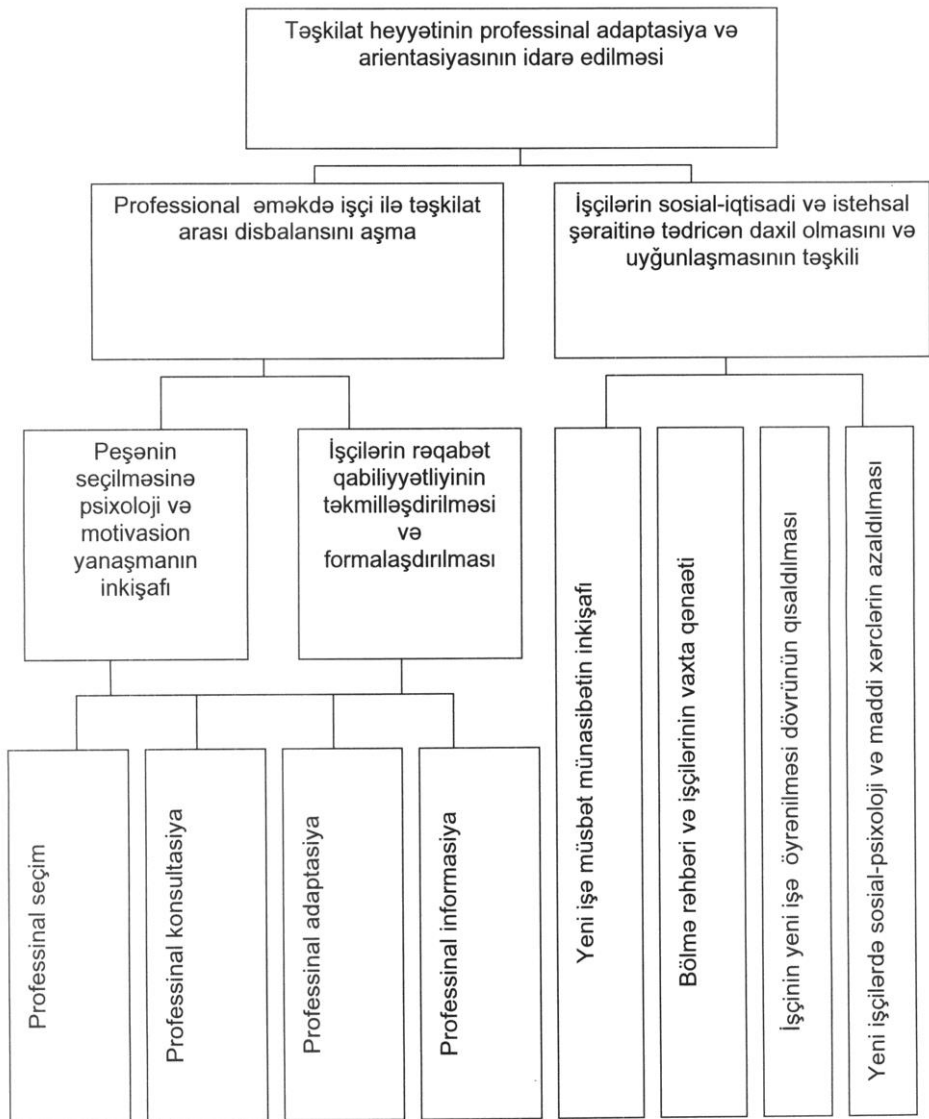 Təşkilat heyyətinin professinal adaptasiya və
arientasiyasının idarə edilməsi
Professional əməkdə işçi ilə təşkilat
arası disbalansını aşma
İşçilərin sosial-iqtisadi və istehsal
şəraitinə tədricən daxil olmasını və
uyğunlaşmasının təşkili
Peşənin
seçilməsinə
psixoloji və
motivasion
yanaşmanın
inkişafı
İşçilərin rəqabət
qabiliyyətliyinin
təkmilləşdirilməsi
və
formalaşdırılması
Professinal seçim
Professinal konsultasiya
Professinal adaptasiya
Professinal informasiya
Yeni işə müsbət münasibətin inkişafı
Bölmə rəhbəri və işçilərinin vaxta qənaəti
İşçinin yeni işə öyrənilməsi dövrünün qısaldılması
Yeni işçilərdə sosial-psixoloji və maddi xərclərin azaldılması